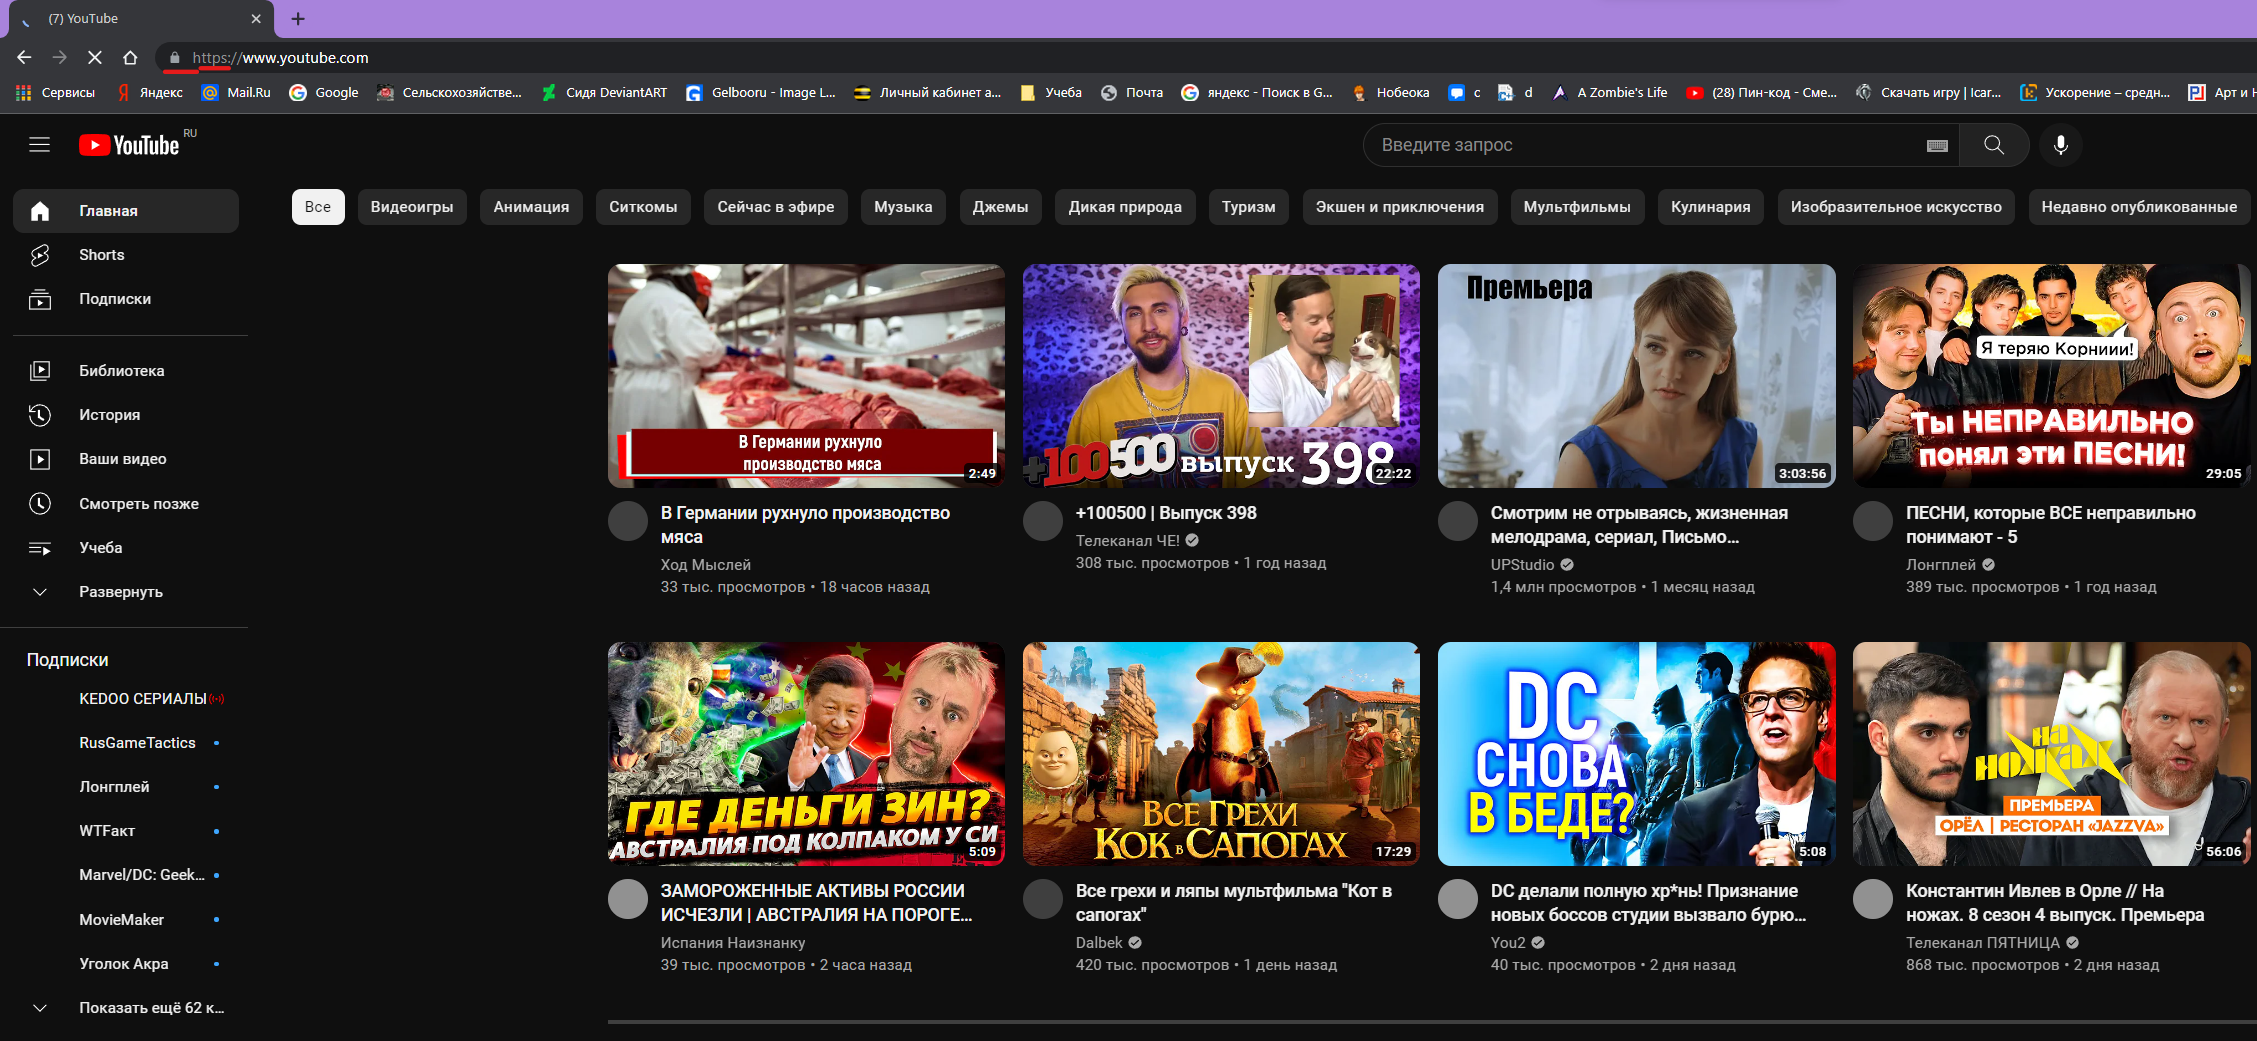 (7) YouTube
https://www.youtube.com
Сервисы
Яндекс
Mail.Ru
Google
Сельскохозяйстве...
Сидя DeviantART
Gelbooru - Image L...
Личный кабинет а...
Учеба
Почта
яндекс - Поиск в G...
Нобеока
с
d
A Zombie's Life
(28) Пин-код - Сме...
Скачать игру | Icar...
Ускорение – средн...
Арт и Н
YouTube RU
Введите запрос
Главная
Shorts
Подписки
Библиотека
История
Ваши видео
Смотреть позже
Учеба
Развернуть
Подписки
KEDOO СЕРИАЛЫ
RusGameTactics
Лонгплей
WTFакт
Marvel/DC: Geek...
MovieMaker
Уголок Акра
Показать ещё 62 к...
Все
Видеоигры
Анимация
Ситкомы
Сейчас в эфире
Музыка
Джемы
Дикая природа
Туризм
Экшен и приключения
Мультфильмы
Кулинария
Изобразительное искусство
Недавно опубликованные
В Германии рухнуло
производство мяса
2:49
В Германии рухнуло производство
мяса
Ход Мыслей
33 тыс. просмотров • 18 часов назад
+100500 выпуск 398
22:22
+100500 | Выпуск 398
Телеканал ЧЕ!
308 тыс. просмотров • 1 год назад
Премьера
3:03:56
Смотрим не отрываясь, жизненная
мелодрама, сериал, Письмо...
UPStudio
1,4 млн просмотров • 1 месяц назад
Я теряю Корниии!
Ты НЕПРАВИЛЬНО
понял эти ПЕСНИ!
29:05
ПЕСНИ, которые ВСЕ неправильно
понимают - 5
Лонгплей
389 тыс. просмотров • 1 год назад
ГДЕ ДЕНЬГИ ЗИН?
АВСТРАЛИЯ ПОД КОЛПАКОМ У СИ
5:09
ЗАМОРОЖЕННЫЕ АКТИВЫ РОССИИ
ИСЧЕЗЛИ | АВСТРАЛИЯ НА ПОРОГЕ...
Испания Наизнанку
39 тыс. просмотров • 2 часа назад
ВСЕ ГРЕХИ
КОК В САПОГАХ
17:29
Все грехи и ляпы мультфильма "Кот в
сапогах"
Dalbek
420 тыс. просмотров • 1 день назад
DC
СНОВА
В БЕДЕ?
5:08
DC делали полную хр*нь! Признание
новых боссов студии вызвало бурю...
You2
40 тыс. просмотров • 2 дня назад
на
ножах
ПРЕМЬЕРА
ОРЁЛ | РЕСТОРАН «JAZZVA»
56:06
Константин Ивлев в Орле // На
ножах. 8 сезон 4 выпуск. Премьера
Телеканал ПЯТНИЦА
868 тыс. просмотров • 2 дня назад